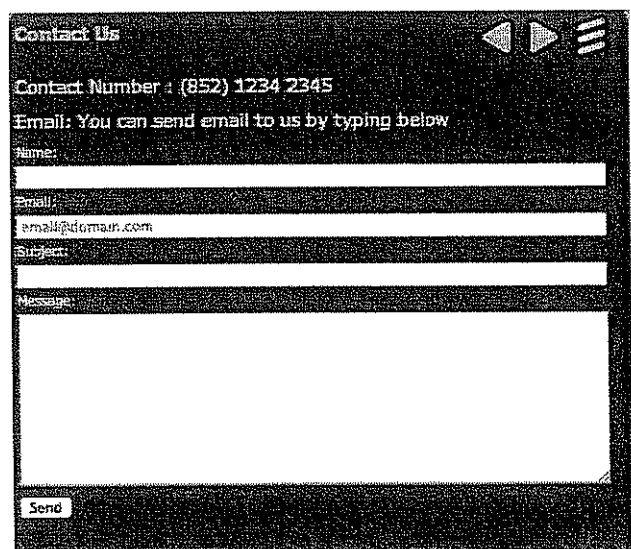 Contact Us
Contact Number : (852) 1234 2345
Email: You can send email to us by typing below
Name:
Email:
email@domain.com
Subject:
Message:
Send